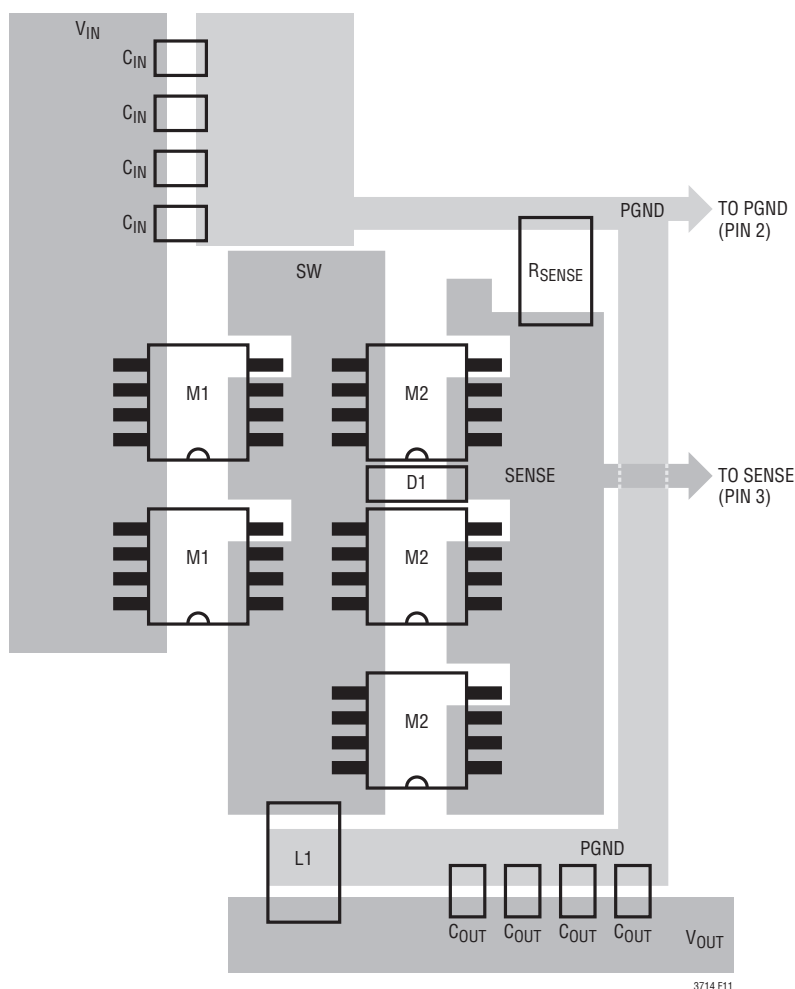 VIN
CIN
CIN
CIN
CIN
PGND
TO PGND
(PIN 2)
SW
RSENSE
M1
M2
D1
SENSE
TO SENSE
(PIN 3)
M1
M2
M2
L1
PGND
COUT
COUT
COUT
COUT
VOUT
3714 F11